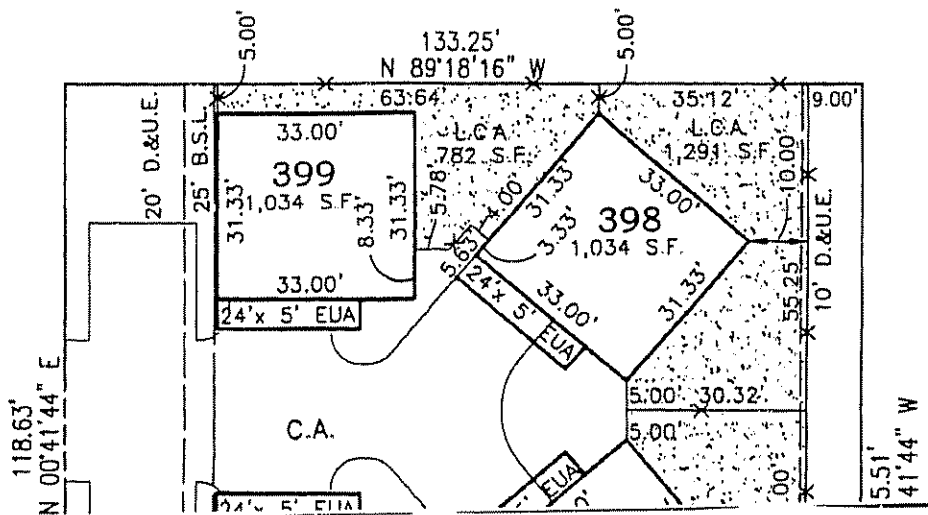 5.00'
133.25'
N 89°18'16" W
5.00'
63.64
35.12'
9.00'
20' D.&U.E.
25' B.S.L.
33.00'
399
1,034 S.F.
31.33'
8.33'
31.33'
33.00'
24'x 5' EUA
L.C.A.
782 S.F.
5.78'
4.00'
31.33'
5.63'
3.33'
33.00'
398
1,034 S.F.
33.00'
31.33'
24'x 5' EUA
L.C.A.
1,291 S.F.
10.00'
55.25'
10' D.&U.E.
118.63'
N 00°41'44" E
C.A.
5.00'
30.32'
5.00'
24'x 5' EUA
EUA
5.51'
41'44" W